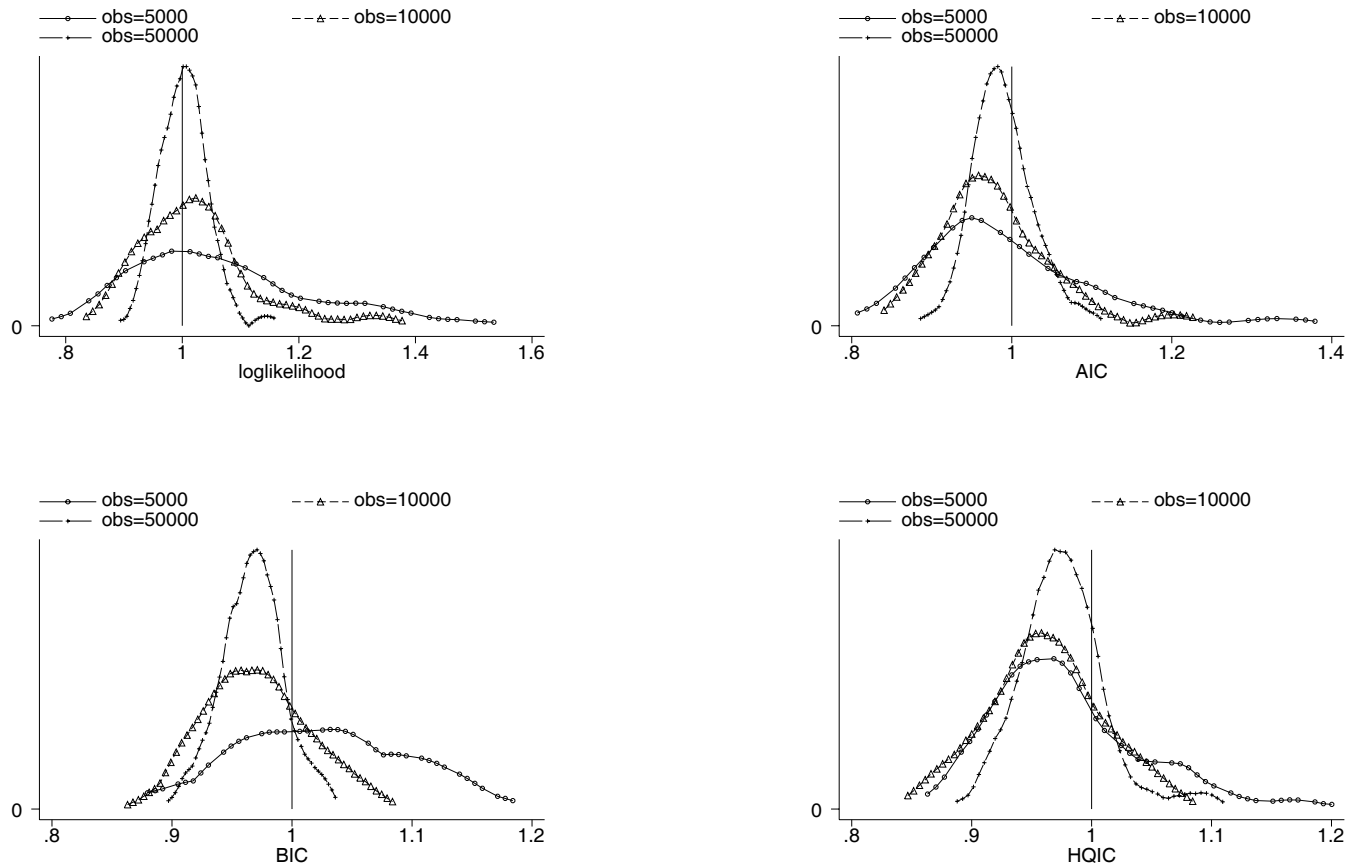 obs=5000 obs=10000
obs=50000
0
.8 1 1.2 1.4 1.6
loglikelihood
obs=5000 obs=10000
obs=50000
0
.8 1 1.2 1.4
AIC
obs=5000 obs=10000
obs=50000
0
.8 .9 1 1.1 1.2
BIC
obs=5000 obs=10000
obs=50000
0
.8 .9 1 1.1 1.2
HQIC